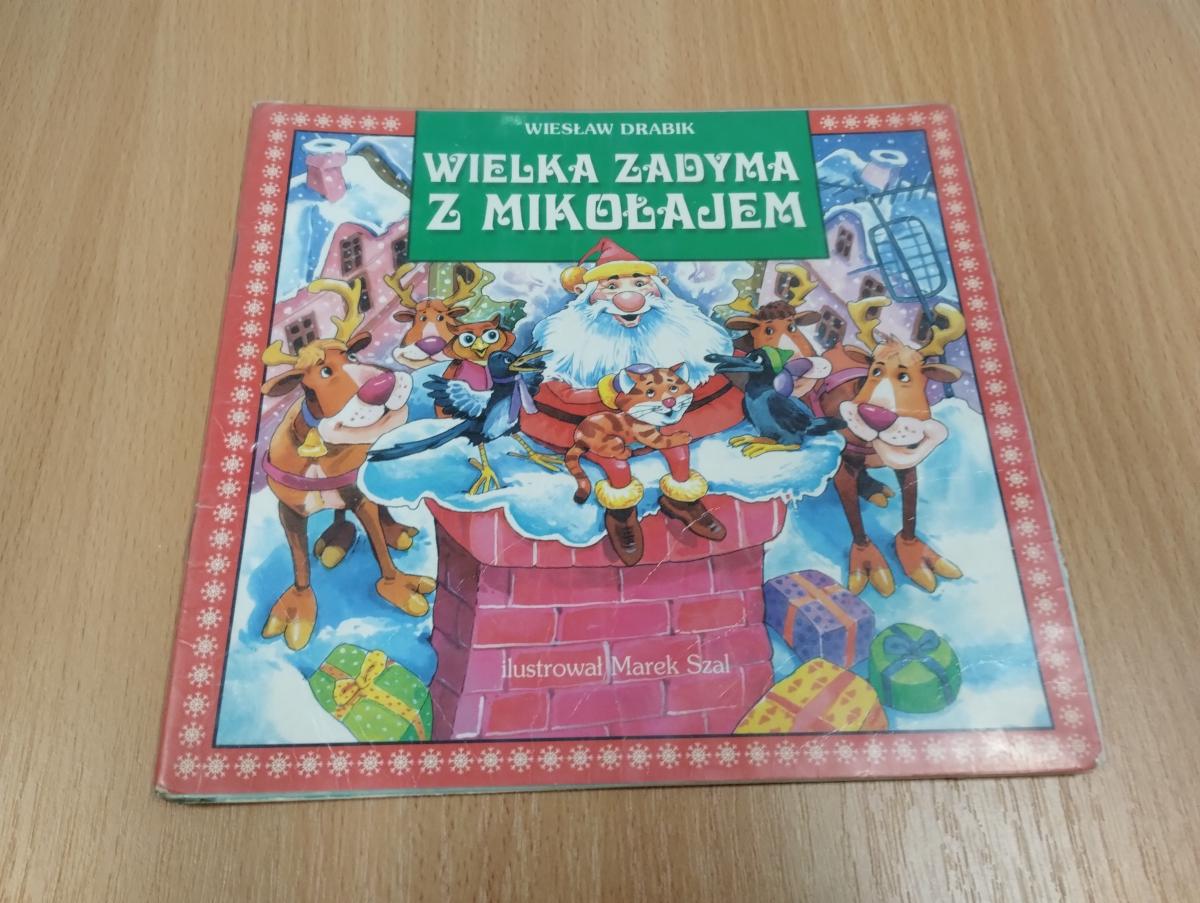 WIESŁAW DRABIK
WIELKA ZADYMA
Z MIKOŁAJEM
ilustrował Marek Szal